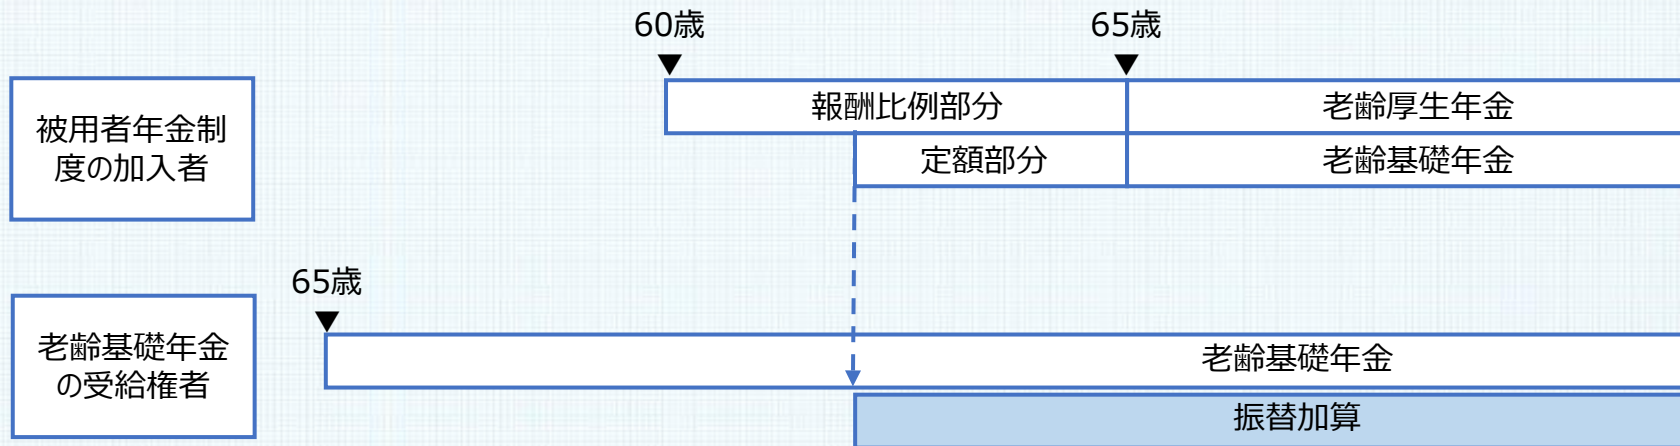 60歳
65歳
被用者年金制
度の加入者
報酬比例部分
老齢厚生年金
定額部分
老齢基礎年金
65歳
老齢基礎年金
の受給権者
老齢基礎年金
振替加算